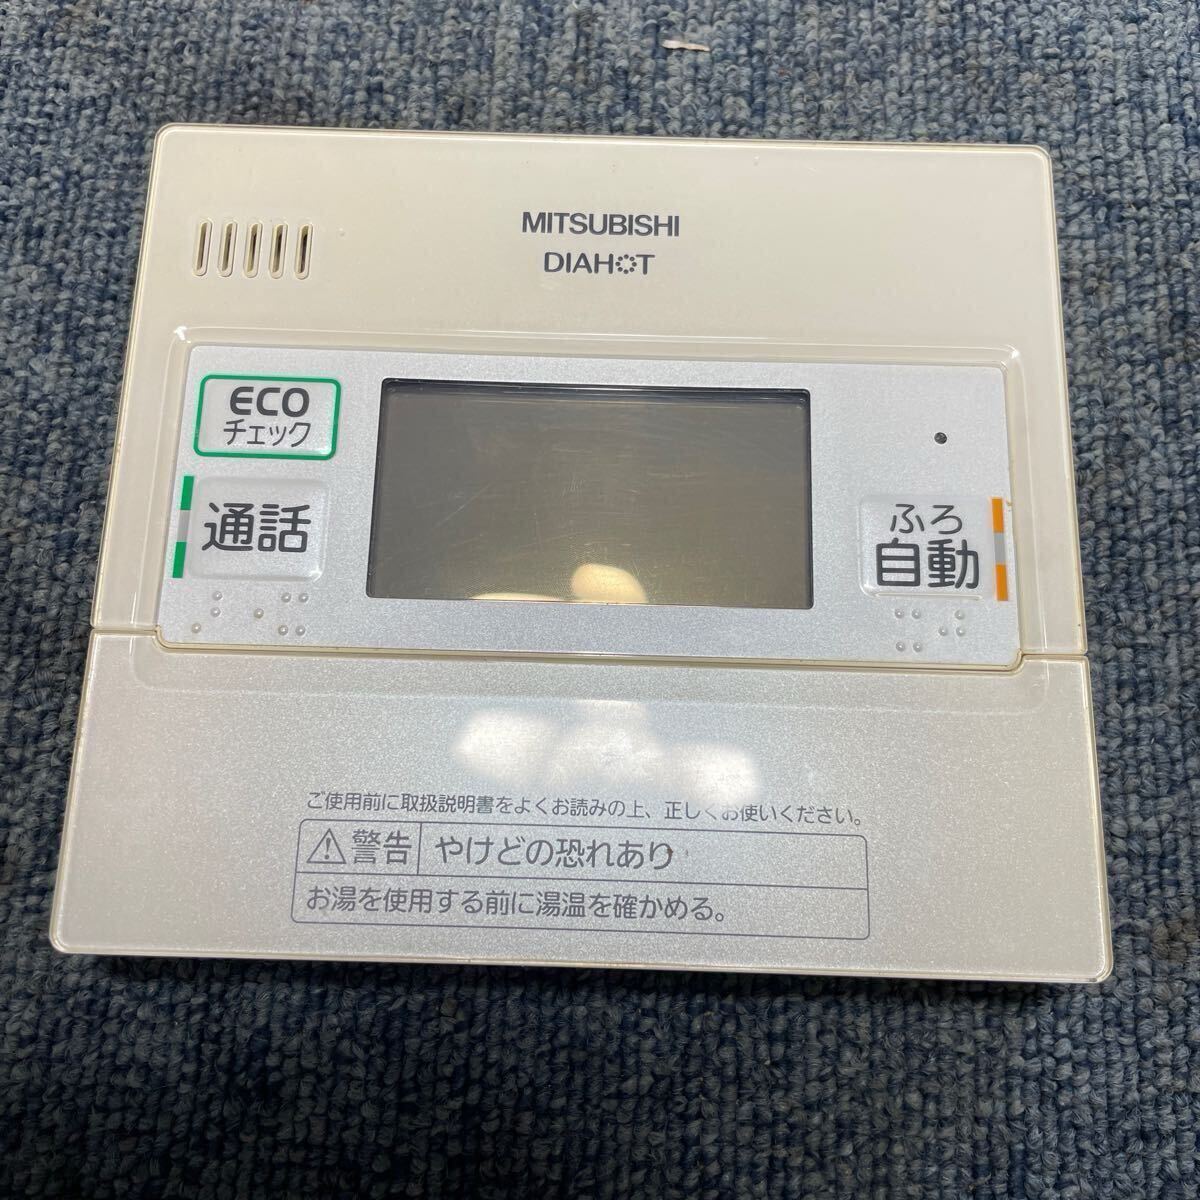 MITSUBISHI
DIAHOT
ECO
チェック
通話
ふろ
自動
ご使用前に取扱説明書をよくお読みの上、正しくお使いください。
警告 やけどの恐れあり
お湯を使用する前に湯温を確かめる。